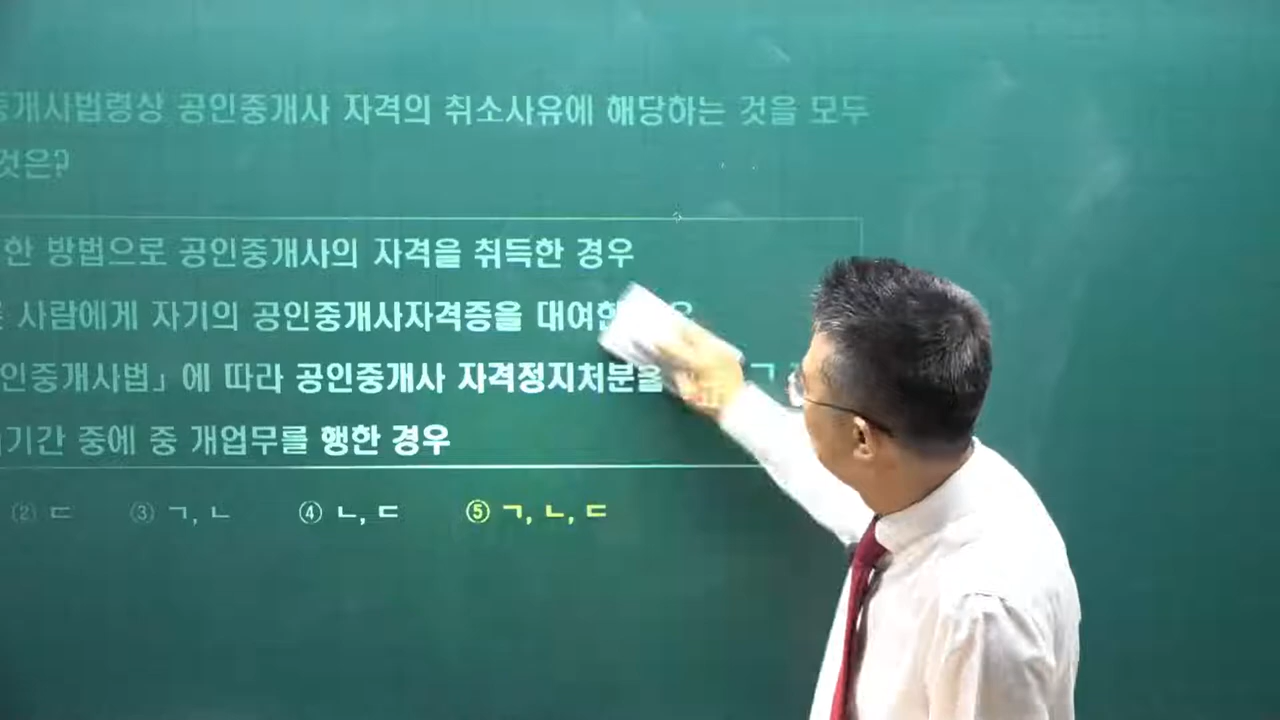 중개사법령상 공인중개사 자격의 취소사유에 해당하는 것을 모두
것은?
한 방법으로 공인중개사의 자격을 취득한 경우
사람에게 자기의 공인중개사자격증을 대여한
인중개사법」에 따라 공인중개사 자격정지처분을
기간 중에 중 개업무를 행한 경우
② ㄷ ③ ㄱ, ㄴ ④ ㄴ, ㄷ ⑤ ㄱ, ㄴ, ㄷ